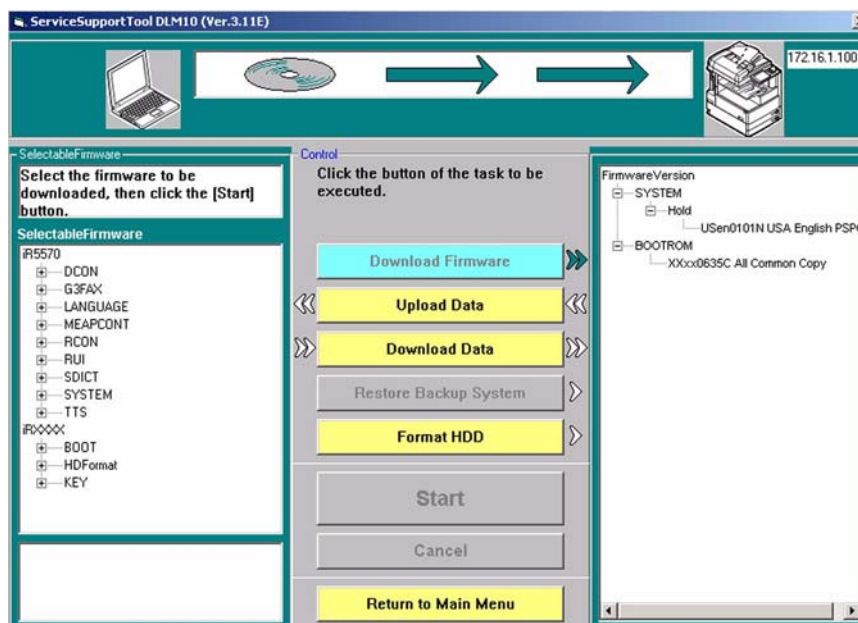 ServiceSupportTool DLM10 (Ver.3.11E)
172.16.1.100
SelectableFirmware
Select the firmware to be
downloaded, then click the [Start]
button.
SelectableFirmware
iR5570
DCON
G3FAX
LANGUAGE
MEAPCONT
RCON
RUI
SDICT
SYSTEM
TTS
iRXXXX
BOOT
HDFormat
KEY
Control
Click the button of the task to be
executed.
Download Firmware
Upload Data
Download Data
Restore Backup System
Format HDD
Start
Cancel
Return to Main Menu
FirmwareVersion
SYSTEM
Hold
USen0101N USA English PSP
BOOTROM
XXxx0635C All Common Copy